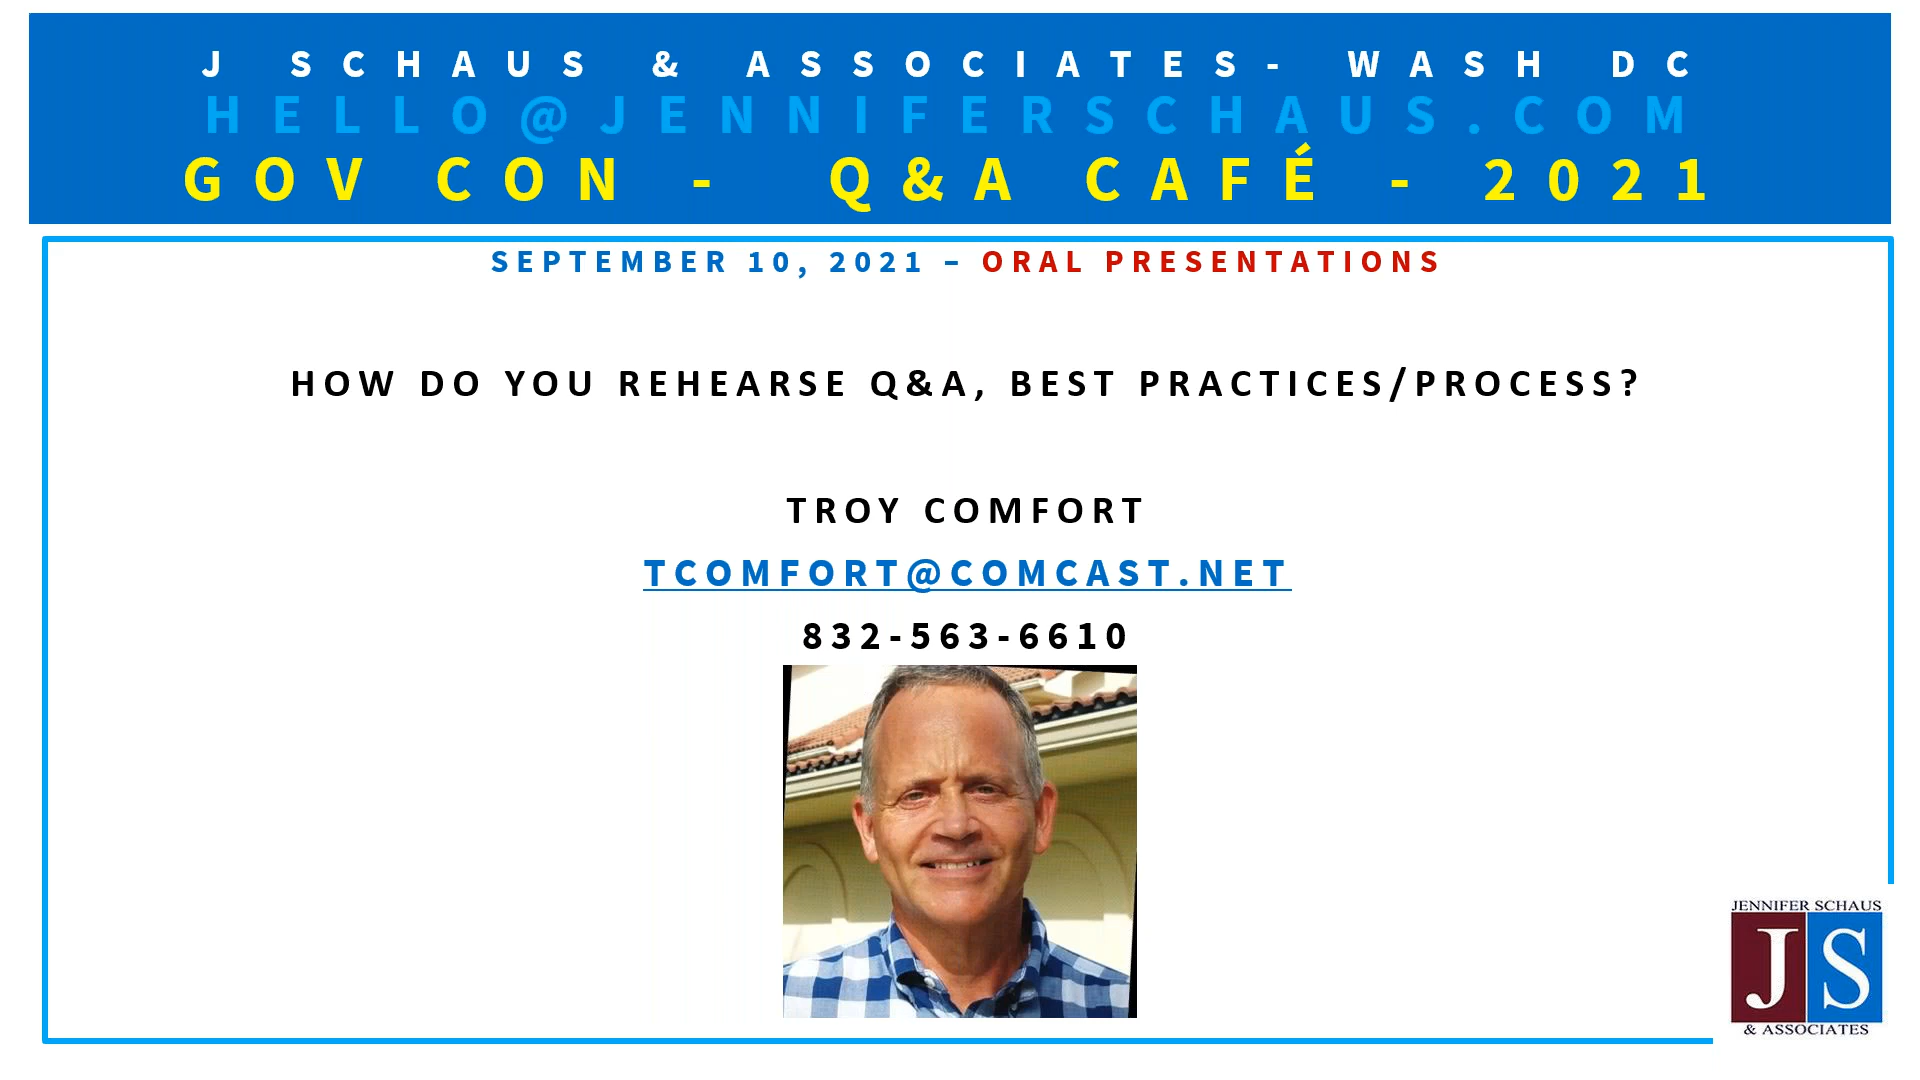 J SCHAUS & ASSOCIATES- WASH DC
HELLO@JENNIFERSCHAUS.COM
GOV CON - Q&A CAFÉ - 2021
SEPTEMBER 10, 2021 – ORAL PRESENTATIONS
HOW DO YOU REHEARSE Q&A, BEST PRACTICES/PROCESS?
TROY COMFORT
TCOMFORT@COMCAST.NET
832-563-6610
JENNIFER SCHAUS
JS
& ASSOCIATES